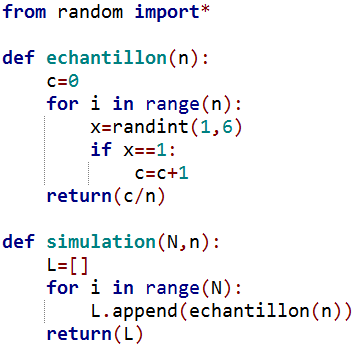 from random import*
def echantillon(n):
    c=0
    for i in range(n):
        x=randint(1,6)
        if x==1:
            c=c+1
    return(c/n)
def simulation(N,n):
    L=[]
    for i in range(N):
        L.append(echantillon(n))
    return(L)